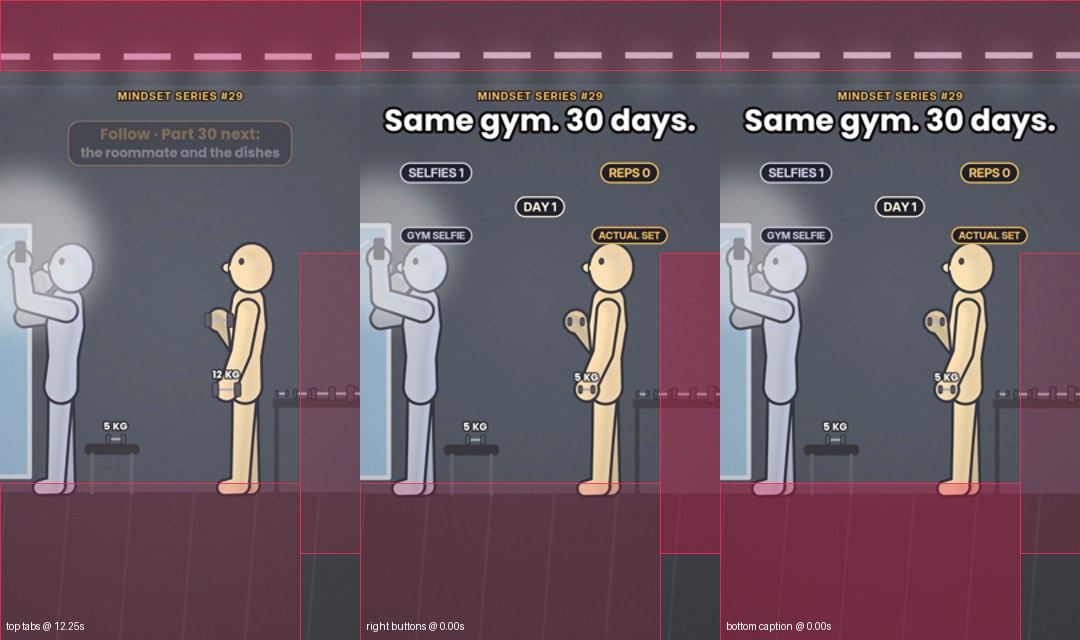 MINDSET SERIES #29
Follow · Part 30 next:
the roommate and the dishes
12 KG
5 KG
top tabs @ 12.25s
MINDSET SERIES #29
Same gym. 30 days.
SELFIES 1
REPS 0
DAY 1
GYM SELFIE
ACTUAL SET
5 KG
5 KG
right buttons @ 0.00s
MINDSET SERIES #29
Same gym. 30 days.
SELFIES 1
REPS 0
DAY 1
GYM SELFIE
ACTUAL SET
5 KG
5 KG
bottom caption @ 0.00s